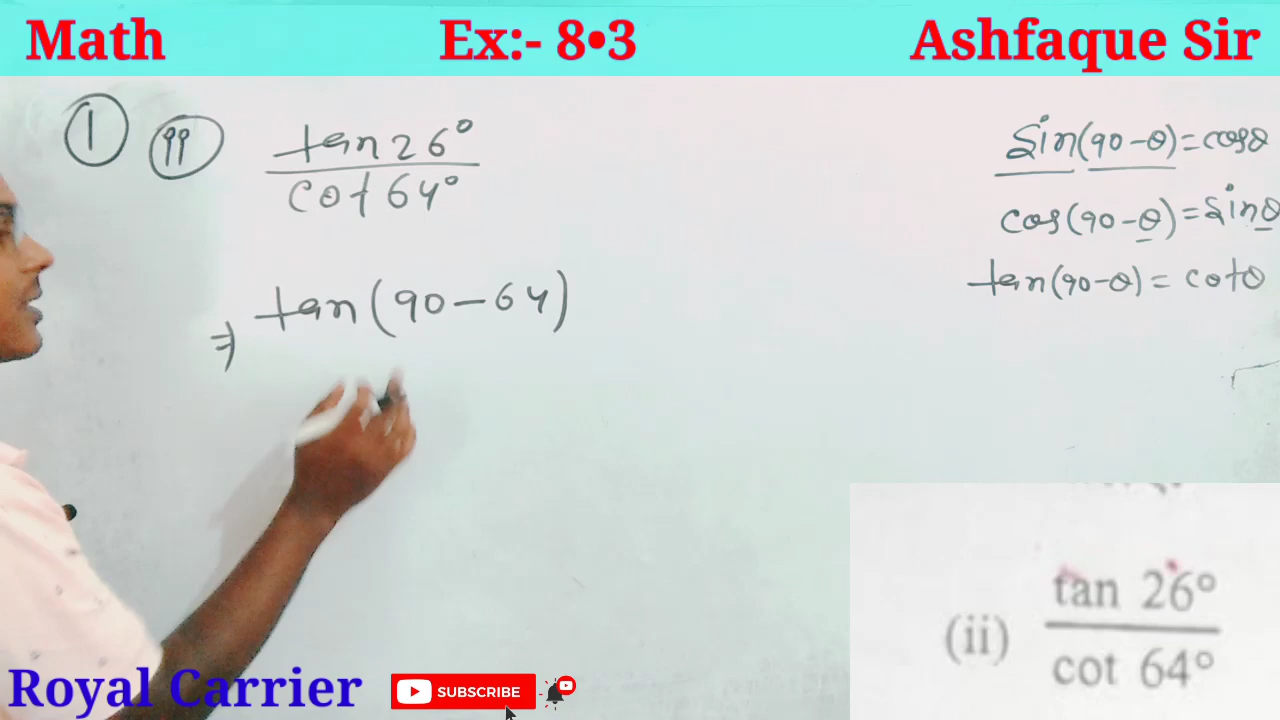 Math Ex:- 8•3 Ashfaque Sir
① ⑪ tan 26°
cot 64°
⇒ tan(90-64)
Sin(90-θ)=cosθ
cos(90-θ)=Sinθ
tan(90-θ)= cotθ
(ii) tan 26°
cot 64°
Royal Carrier SUBSCRIBE